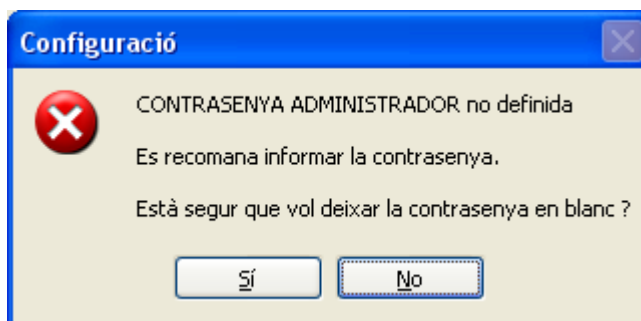 Configuració
CONTRASENYA ADMINISTRADOR no definida
Es recomana informar la contrasenya.
Està segur que vol deixar la contrasenya en blanc ?
Sí
No